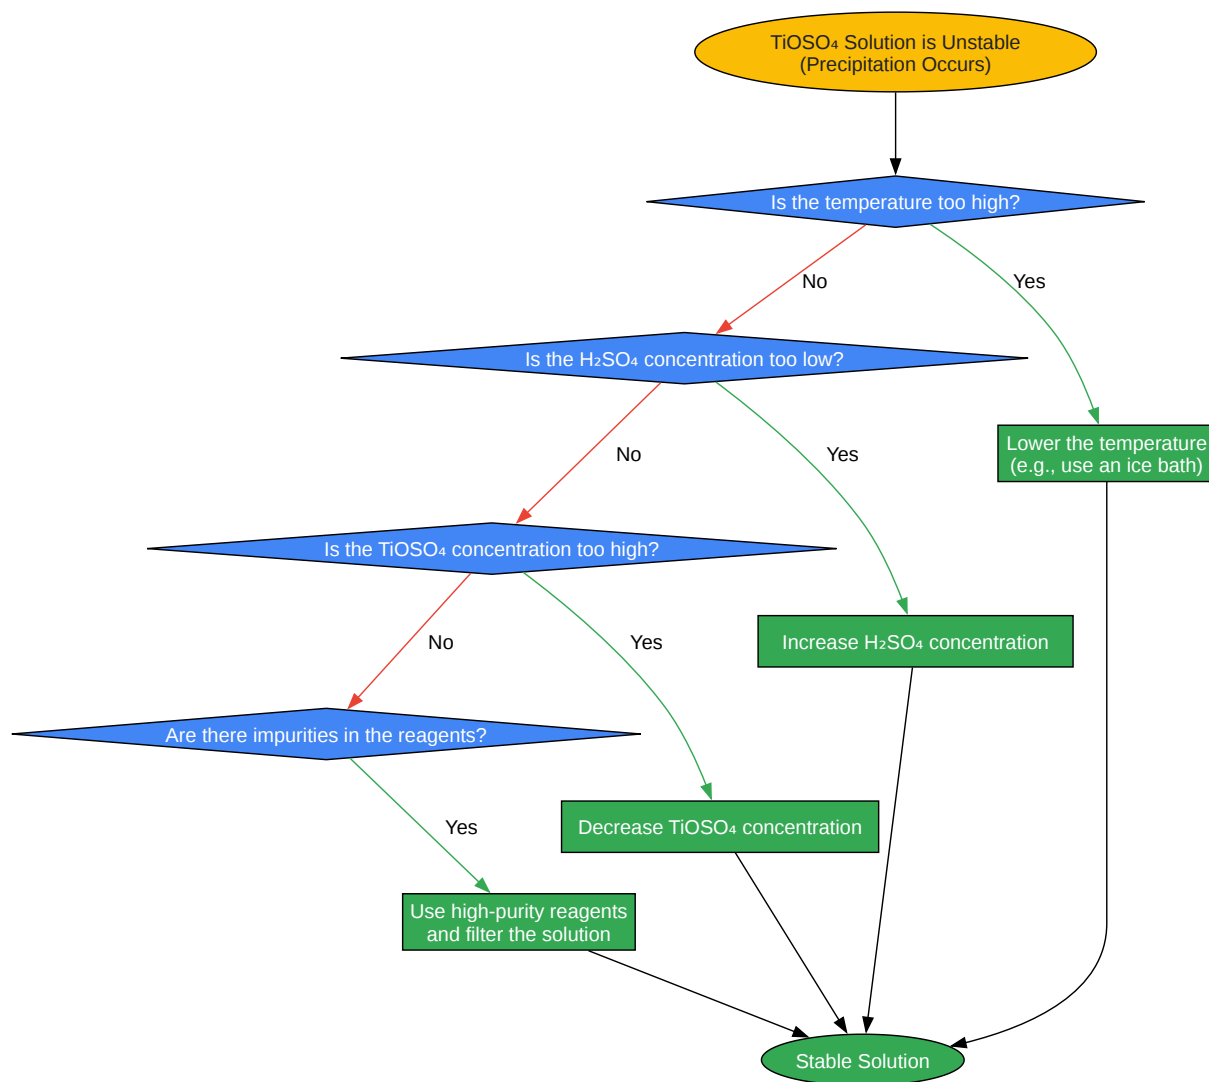 TiOSO₄ Solution is Unstable
(Precipitation Occurs)
Is the temperature too high?
No
Yes
Is the H₂SO₄ concentration too low?
Lower the temperature
(e.g., use an ice bath)
No
Yes
Is the TiOSO₄ concentration too high?
No
Yes
Increase H₂SO₄ concentration
Are there impurities in the reagents?
Yes
Decrease TiOSO₄ concentration
Use high-purity reagents
and filter the solution
Stable Solution